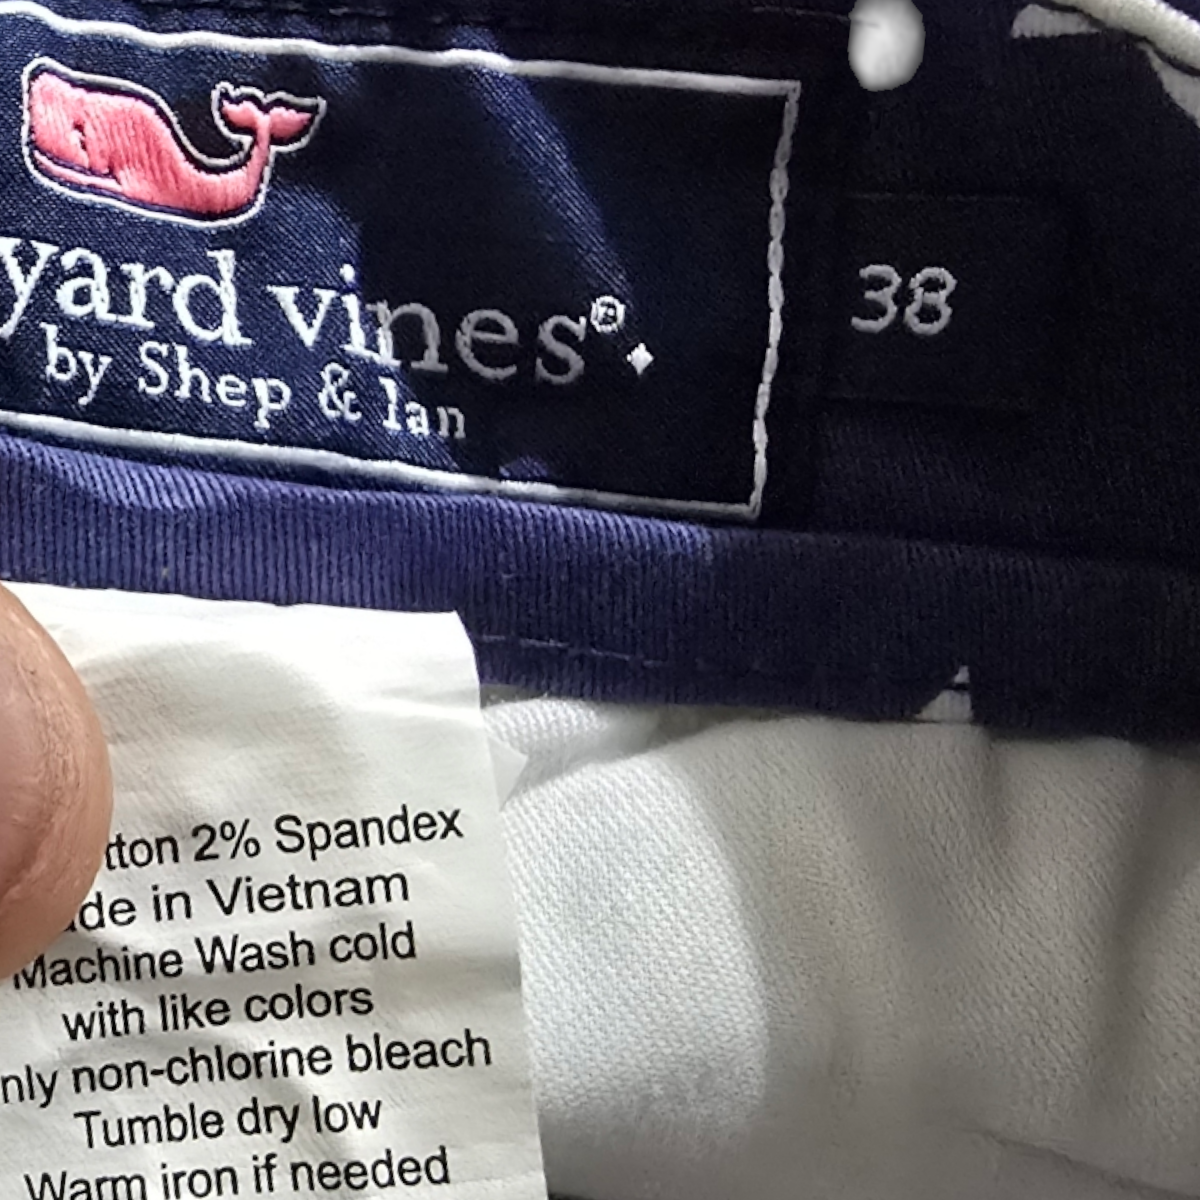 yard vines®
by Shep & Ian
38
tton 2% Spandex
de in Vietnam
Machine Wash cold
with like colors
nly non-chlorine bleach
Tumble dry low
Warm iron if needed